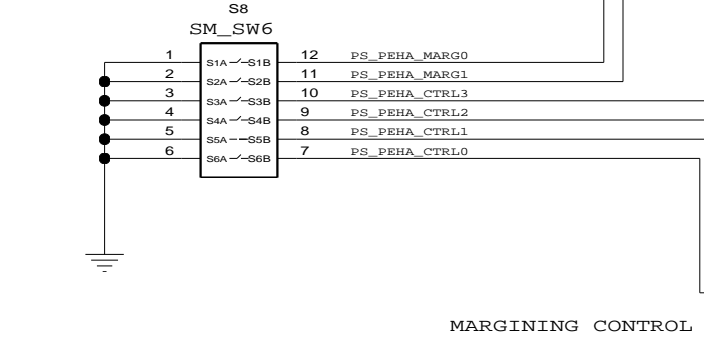 S8
SM_SW6
1 S1A S1B 12 PS_PEHA_MARG0
2 S2A S2B 11 PS_PEHA_MARG1
3 S3A S3B 10 PS_PEHA_CTRL3
4 S4A S4B 9 PS_PEHA_CTRL2
5 S5A S5B 8 PS_PEHA_CTRL1
6 S6A S6B 7 PS_PEHA_CTRL0
MARGINING CONTROL